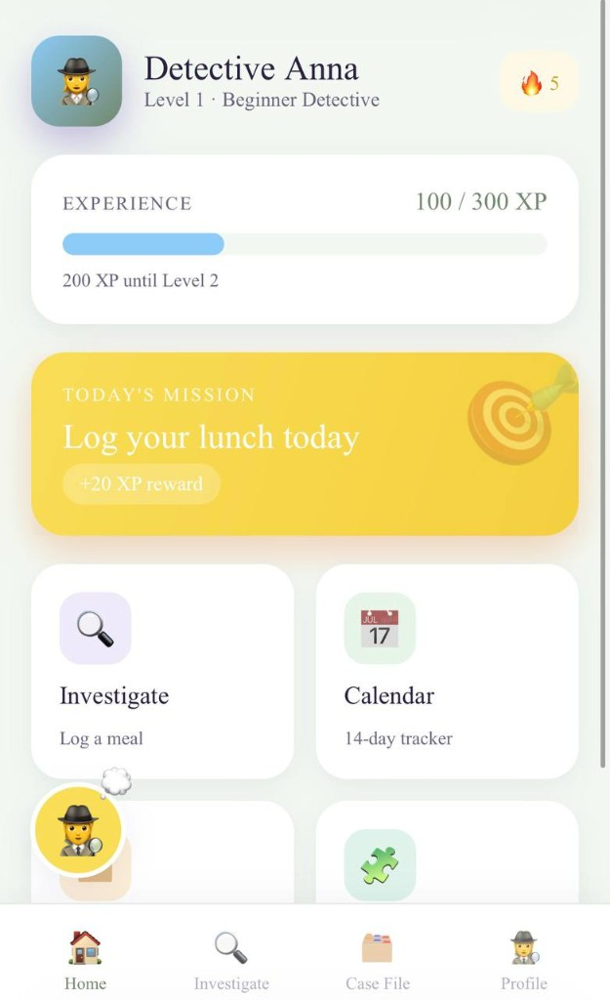 Detective Anna
Level 1 · Beginner Detective
5
EXPERIENCE
100 / 300 XP
200 XP until Level 2
TODAY'S MISSION
Log your lunch today
+20 XP reward
Investigate
Log a meal
JUL
17
Calendar
14-day tracker
Home
Investigate
Case File
Profile